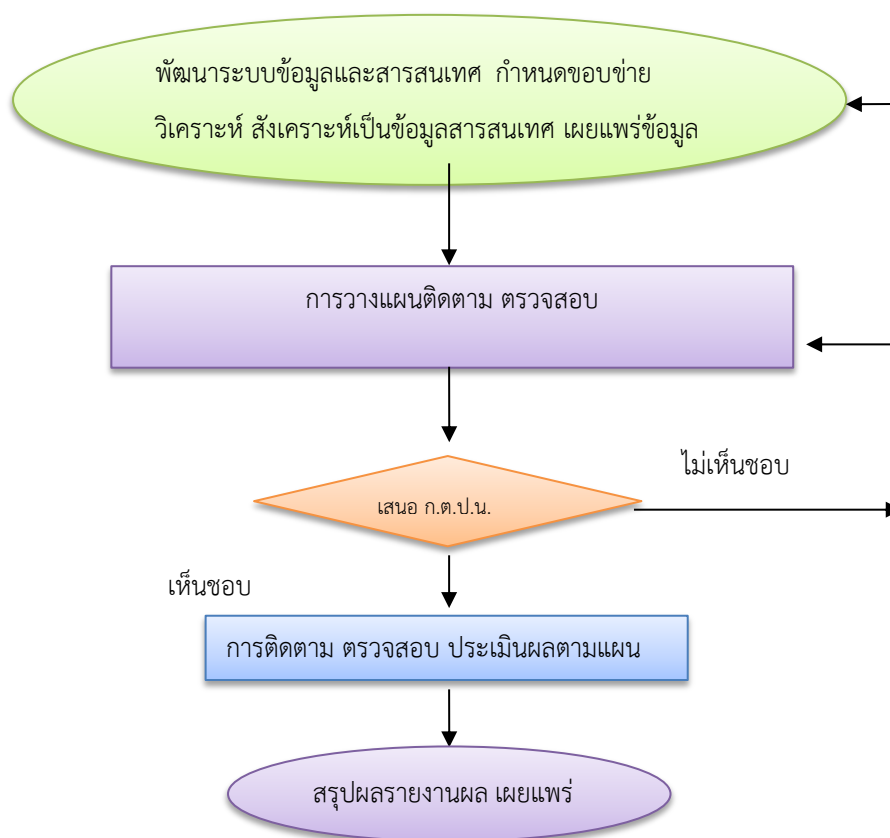 พัฒนาระบบข้อมูลและสารสนเทศ กำหนดขอบข่าย
วิเคราะห์ สังเคราะห์เป็นข้อมูลสารสนเทศ เผยแพร่ข้อมูล
การวางแผนติดตาม ตรวจสอบ
ไม่เห็นชอบ
เสนอ ก.ต.ป.น.
เห็นชอบ
การติดตาม ตรวจสอบ ประเมินผลตามแผน
สรุปผลรายงานผล เผยแพร่